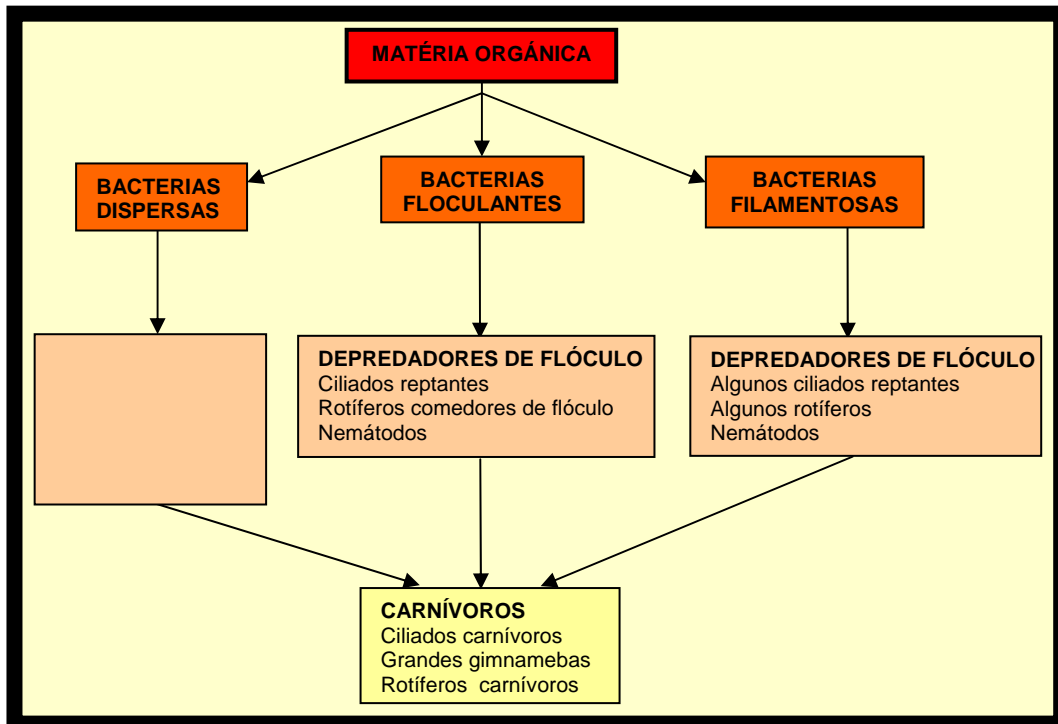 MATÉRIA ORGÁNICA
BACTERIAS
DISPERSAS
BACTERIAS
FLOCULANTES
BACTERIAS
FILAMENTOSAS
DEPREDADORES DE FLÓCULO
Ciliados reptantes
Rotíferos comedores de flóculo
Nemátodos
DEPREDADORES DE FLÓCULO
Algunos ciliados reptantes
Algunos rotíferos
Nemátodos
CARNÍVOROS
Ciliados carnívoros
Grandes gimnamebas
Rotíferos carnívoros